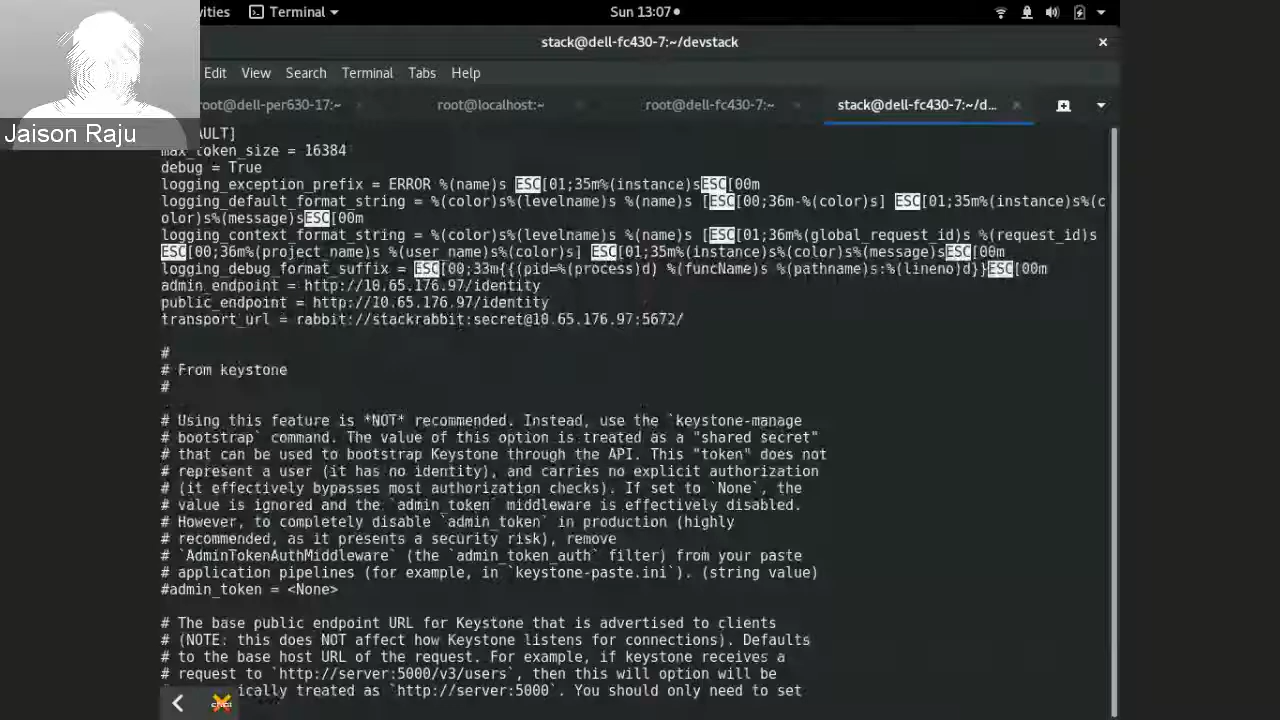 vities
Terminal
Sun 13:07
stack@dell-fc430-7:~/devstack
Edit View Search Terminal Tabs Help
root@dell-per630-17:~
root@localhost:~
root@dell-fc430-7:~
stack@dell-fc430-7:~/d...
Jaison Raju
AULT]
max_token_size = 16384
debug = True
logging_exception_prefix = ERROR %(name)s ESC[01;35m%(instance)sESC[00m
logging_default_format_string = %(color)s%(levelname)s %(name)s [ESC[00;36m-%(color)s] ESC[01;35m%(instance)s%(c
olor)s%(message)sESC[00m
logging_context_format_string = %(color)s%(levelname)s %(name)s [ESC[01;36m%(global_request_id)s %(request_id)s
ESC[00;36m%(project_name)s %(user_name)s%(color)s] ESC[01;35m%(instance)s%(color)s%(message)sESC[00m
logging_debug_format_suffix = ESC[00;33m{{(pid=%(process)d) %(funcName)s %(pathname)s:%(lineno)d}}ESC[00m
admin_endpoint = http://10.65.176.97/identity
public_endpoint = http://10.65.176.97/identity
transport_url = rabbit://stackrabbit:secret@10.65.176.97:5672/
#
# From keystone
#
# Using this feature is *NOT* recommended. Instead, use the `keystone-manage
# bootstrap` command. The value of this option is treated as a "shared secret"
# that can be used to bootstrap Keystone through the API. This "token" does not
# represent a user (it has no identity), and carries no explicit authorization
# (it effectively bypasses most authorization checks). If set to `None`, the
# value is ignored and the `admin_token` middleware is effectively disabled.
# However, to completely disable `admin_token` in production (highly
# recommended, as it presents a security risk), remove
# `AdminTokenAuthMiddleware` (the `admin_token_auth` filter) from your paste
# application pipelines (for example, in `keystone-paste.ini`). (string value)
#admin_token = <None>
# The base public endpoint URL for Keystone that is advertised to clients
# (NOTE: this does NOT affect how Keystone listens for connections). Defaults
# to the base host URL of the request. For example, if keystone receives a
# request to `http://server:5000/v3/users`, then this will option will be
ically treated as `http://server:5000`. You should only need to set